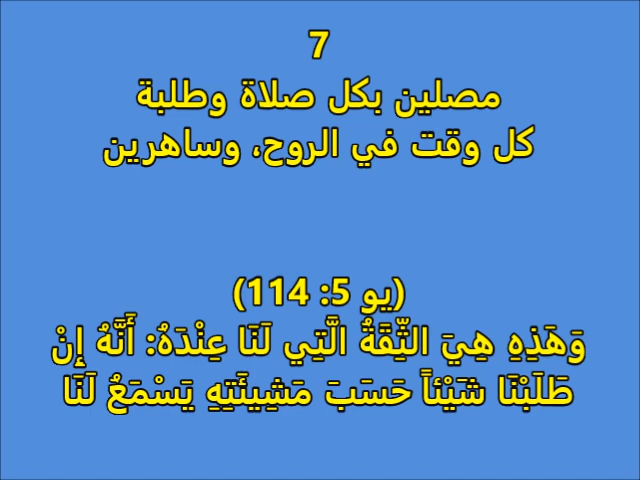 7
مصلين بكل صلاة وطلبة
كل وقت في الروح، وساهرين
(يو 5: 114)
وَهَذِهِ هِيَ الثِّقَةُ الَّتِي لَنَا عِنْدَهُ: أَنَّهُ إِنْ
طَلَبْنَا شَيْئاً حَسَبَ مَشِيئَتِهِ يَسْمَعُ لَنَا